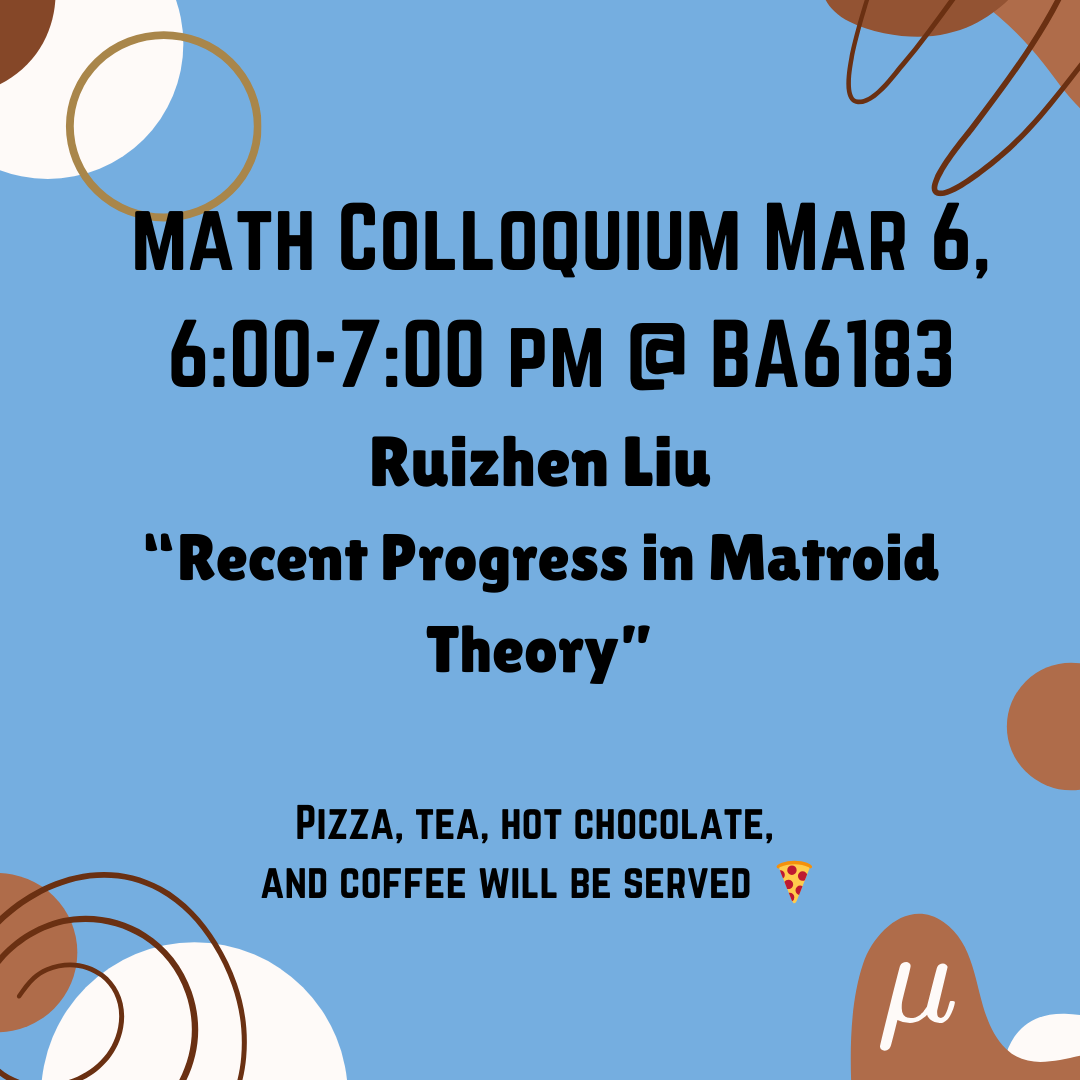 math Colloquium Mar 6,
6:00-7:00 pm @ BA6183
Ruizhen Liu
“Recent Progress in Matroid
Theory”
Pizza, tea, hot chocolate,
and coffee will be served
μ